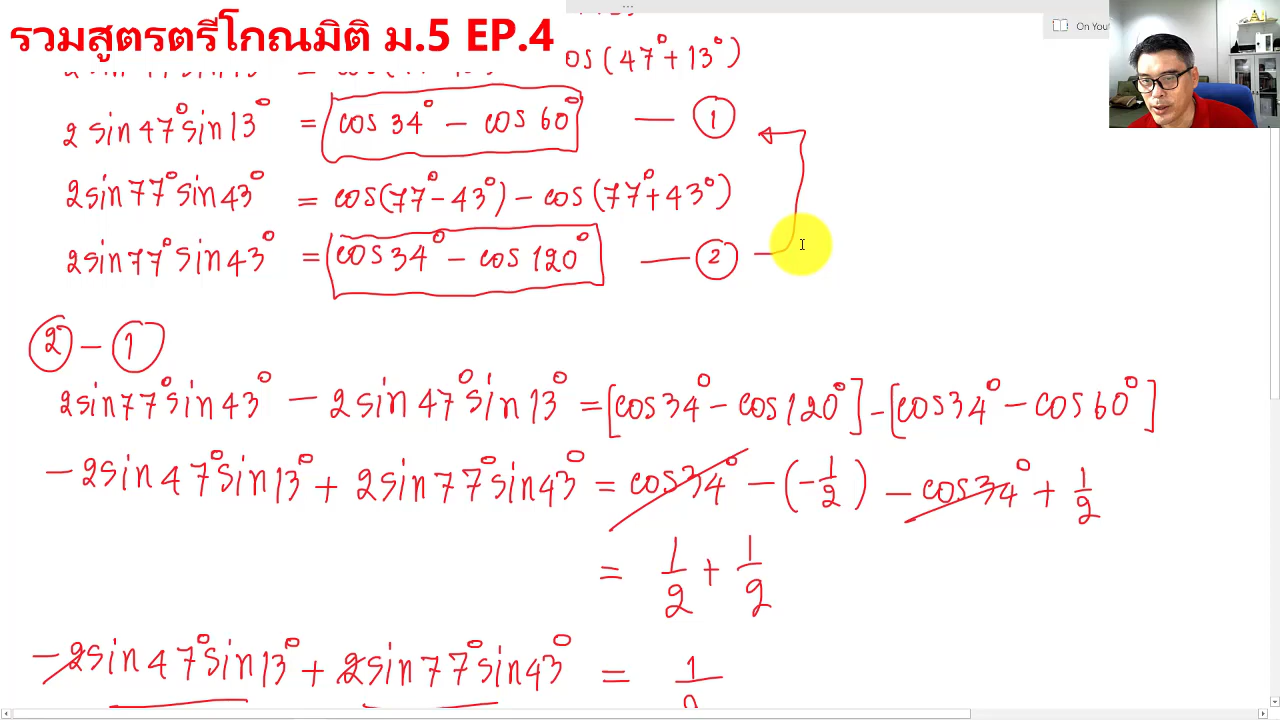 รวมสูตรตรีโกณมิติ ม.5 EP.4
On You
os(47°+13°)
2sin47°sin13° = cos34° − cos60° — ①
2sin77°sin43° = cos(77°−43°) − cos(77°+43°)
2sin77°sin43° = cos34° − cos120° — ②
② − ①
2sin77°sin43° − 2sin47°sin13° = [cos34° − cos120°] − [cos34° − cos60°]
−2sin47°sin13° + 2sin77°sin43° = cos34° − (−1/2) − cos34° + 1/2
= 1/2 + 1/2
−2sin47°sin13° + 2sin77°sin43° = 1